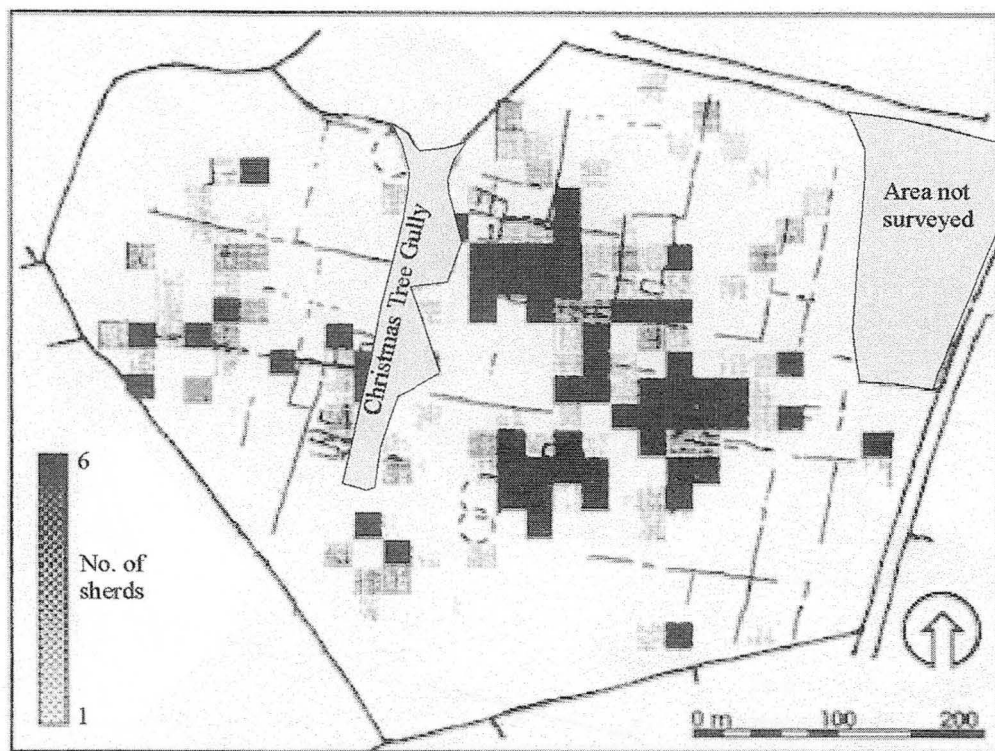 Area not
surveyed
Christmas Tree Gully
6
No. of
sherds
1
0 m 100 200